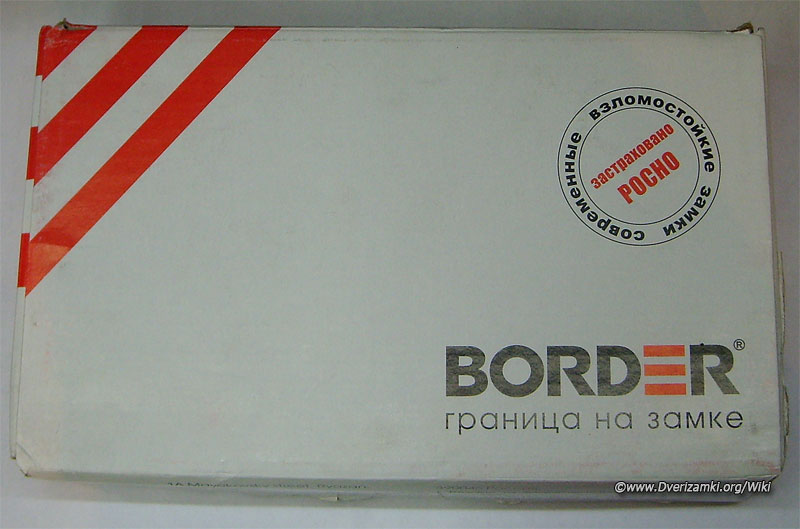 современные взломостойкие замки
застраховано
РОСНО
BORDER®
граница на замке
©www.Dverizamki.org/Wiki